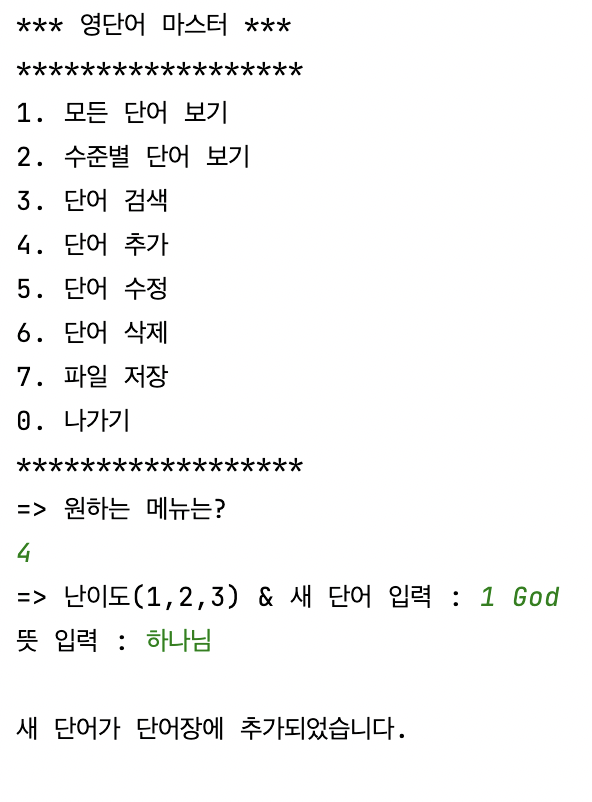 *** 영단어 마스터 ***
******************
1. 모든 단어 보기
2. 수준별 단어 보기
3. 단어 검색
4. 단어 추가
5. 단어 수정
6. 단어 삭제
7. 파일 저장
0. 나가기
******************
=> 원하는 메뉴는?
4
=> 난이도(1,2,3) & 새 단어 입력 : 1 God
뜻 입력 : 하나님
새 단어가 단어장에 추가되었습니다.